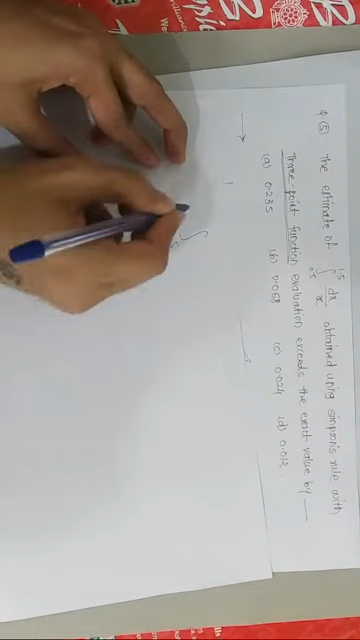 Q(5) The estimate of ∫ 0.5 1.5 dx/x obtained using simpson's rule with
Three-point function evaluation exceeds the exact value by ___
(a) 0.235 (b) 0.068 (c) 0.024 (d) 0.012
→ |
∫